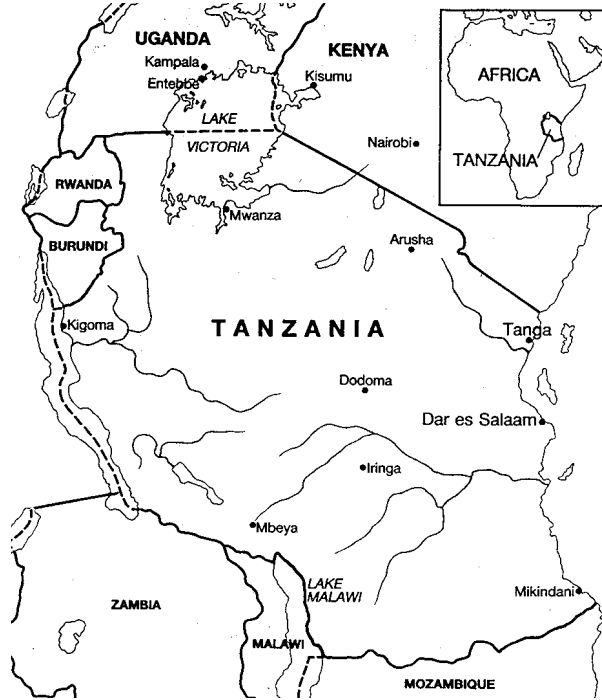 UGANDA
KENYA
Kampala
Entebbe
Kisumu
LAKE
VICTORIA
Nairobi
AFRICA
TANZANIA
RWANDA
Mwanza
BURUNDI
Arusha
Kigoma
TANZANIA
Tanga
Dodoma
Dar es Salaam
Iringa
Mbeya
LAKE
MALAWI
Mikindani
ZAMBIA
MALAWI
MOZAMBIQUE